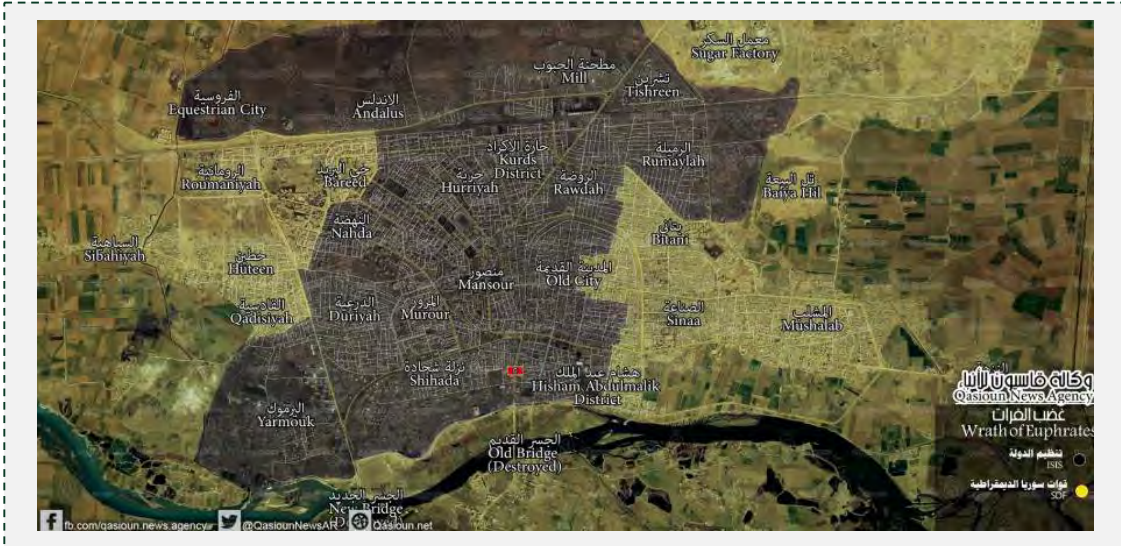 معمل السكر
Sugar Factory
مطحنة الحبوب
Mill
تشرين
Tishreen
الفروسية
Equestrian City
الاندلس
Andalus
حارة الاكراد
Kurds
District
الرميلة
Rumaylah
الرومانية
Roumaniyah
حي البريد
Bareed
حرية
Hurriyah
الروضة
Rawdah
تل البيعة
Baiya Hil
النهضة
Nahda
بتاني
Bitani
السباهية
Sibahiyah
حطين
Huteen
منصور
Mansour
المدينة القديمة
Old City
القادسية
Qadisiyah
الدرعية
Duriyah
المرور
Murour
الصناعة
Sinaa
المشلب
Mushalab
نزلة شحادة
Shihada
هشام عبد الملك
Hisham Abdulmalik
District
وكالة قاسيون للأنباء
Qasioun News Agency
اليرموك
Yarmouk
غضب الفرات
Wrath of Euphrates
الجسر القديم
Old Bridge
(Destroyed)
تنظيم الدولة
ISIS
قوات سوريا الديمقراطية
SDF
الجسر الجديد
New Bridge
fb.com/qasioun.news.agency
@QasiounNewsAR
Qasioun.net